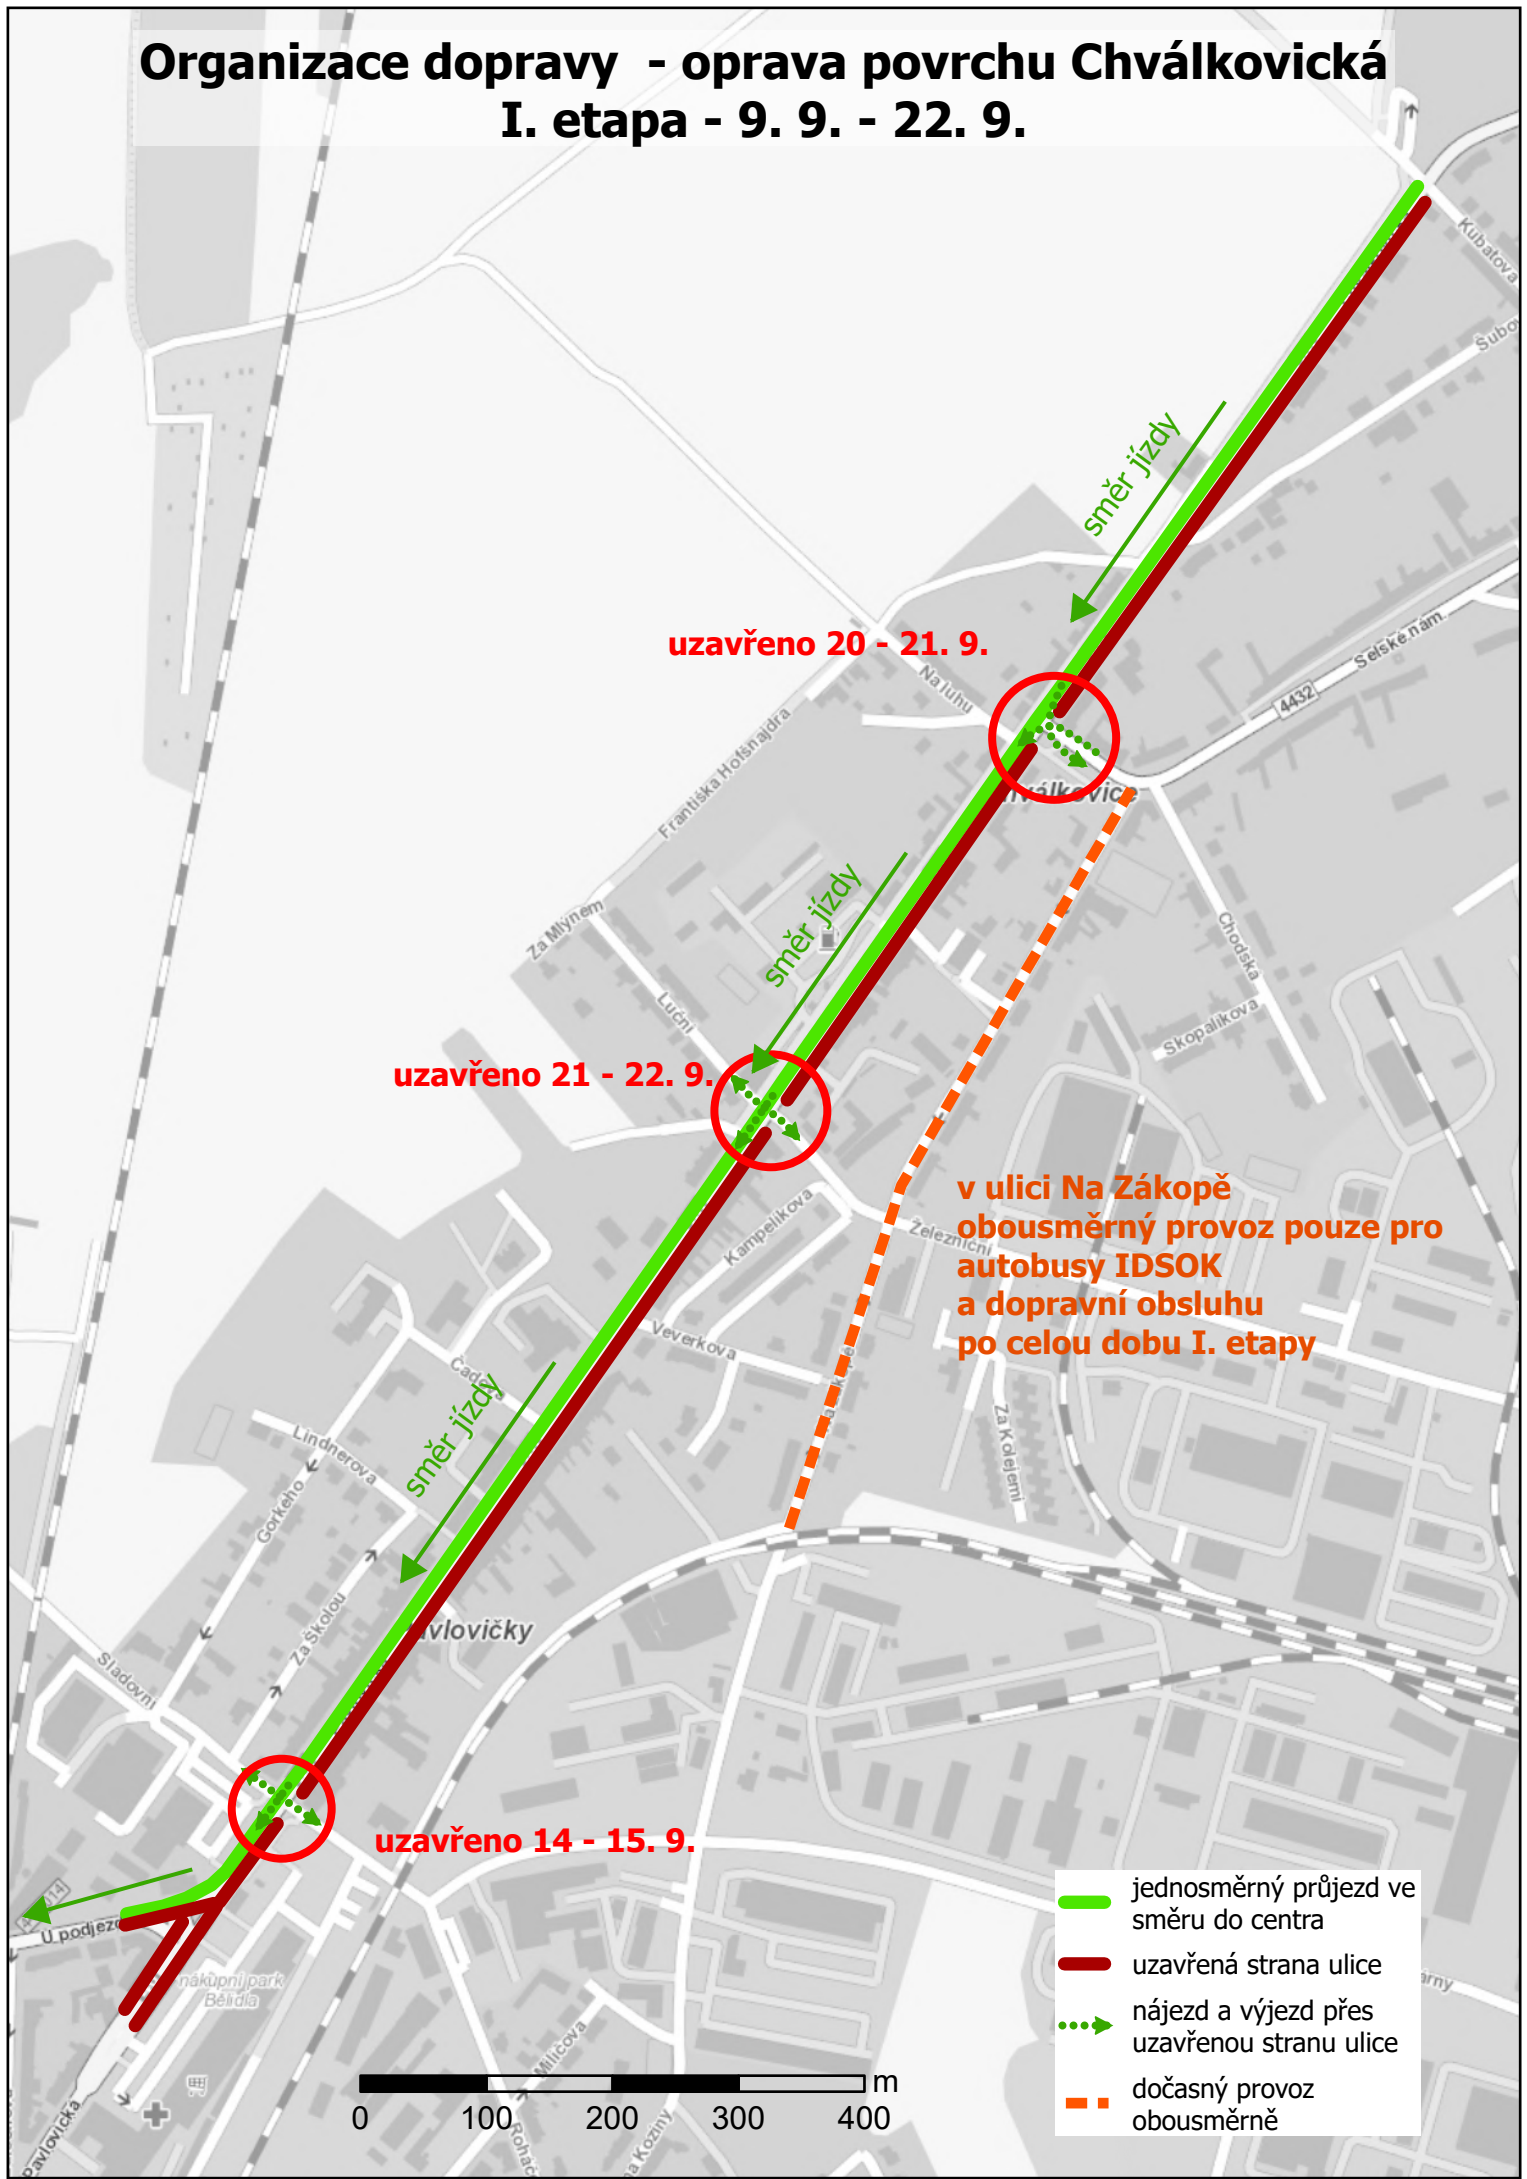 Organizace dopravy - oprava povrchu Chválkovická
I. etapa - 9. 9. - 22. 9.
Kubatova
směr jízdy
uzavřeno 20 - 21. 9.
Na luhu
Selské nám.
4432
Františka Hofšnajdra
směr jízdy
Za Mlýnem
Luční
Chodská
Skopalíkova
uzavřeno 21 - 22. 9.
v ulici Na Zákopě
obousměrný provoz pouze pro
autobusy IDSOK
a dopravní obsluhu
po celou dobu I. etapy
Kampelíkova
Železniční
Veverkova
směr jízdy
Lindnerova
Gorkého
Za Kolejemi
Za Školou
Sladovní
uzavřeno 14 - 15. 9.
nákupní park
Bělidla
Miličova
Pavlovická
jednosměrný průjezd ve
směru do centra
uzavřená strana ulice
nájezd a výjezd přes
uzavřenou stranu ulice
dočasný provoz
obousměrně
m
0 100 200 300 400